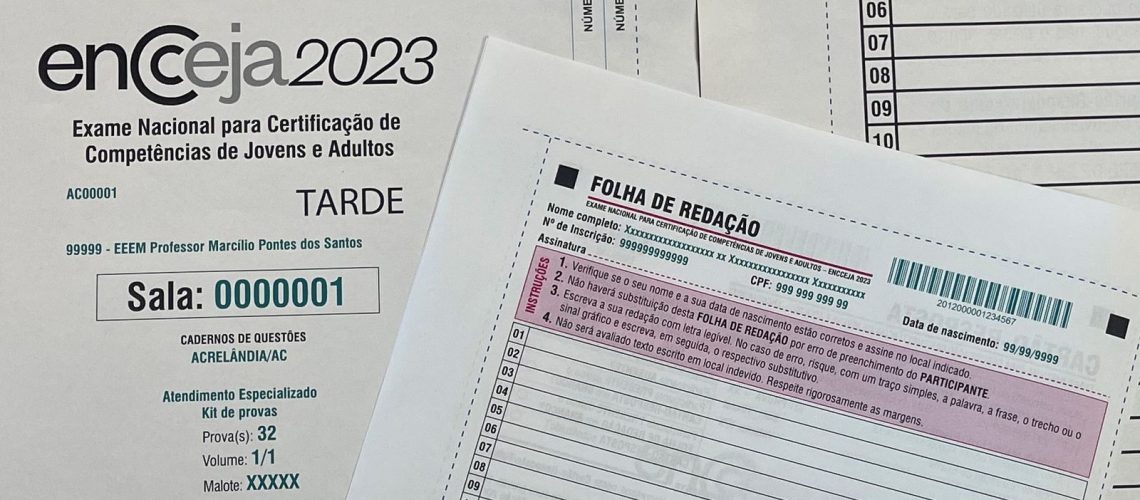 encceja2023
Exame Nacional para Certificação de
Competências de Jovens e Adultos
AC00001
TARDE
99999 - EEEM Professor Marcílio Pontes dos Santos
Sala: 0000001
CADERNOS DE QUESTÕES
ACRELÂNDIA/AC
Atendimento Especializado
Kit de provas
Prova(s): 32
Volume: 1/1
Malote: XXXXX
NÚME
NÚM
FOLHA DE REDAÇÃO
EXAME NACIONAL PARA CERTIFICAÇÃO DE COMPETÊNCIAS DE JOVENS E ADULTOS – ENCCEJA 2023
Nome completo: Xxxxxxxxxxxxxxxxxx xx Xxxxxxxxxxxxxxxx Xxxxxxxxxx
Nº de Inscrição: 999999999999
CPF: 999 999 999 99
Assinatura
2012000001234567
Data de nascimento: 99/99/9999
INSTRUÇÕES
1. Verifique se o seu nome e a sua data de nascimento estão corretos e assine no local indicado.
2. Não haverá substituição desta FOLHA DE REDAÇÃO por erro de preenchimento do PARTICIPANTE.
3. Escreva a sua redação com letra legível. No caso de erro, risque, com um traço simples, a palavra, a frase, o trecho ou o
sinal gráfico e escreva, em seguida, o respectivo substitutivo.
4. Não será avaliado texto escrito em local indevido. Respeite rigorosamente as margens.
01
02
03
04
05
06
07
08
09
06
07
08
09
10